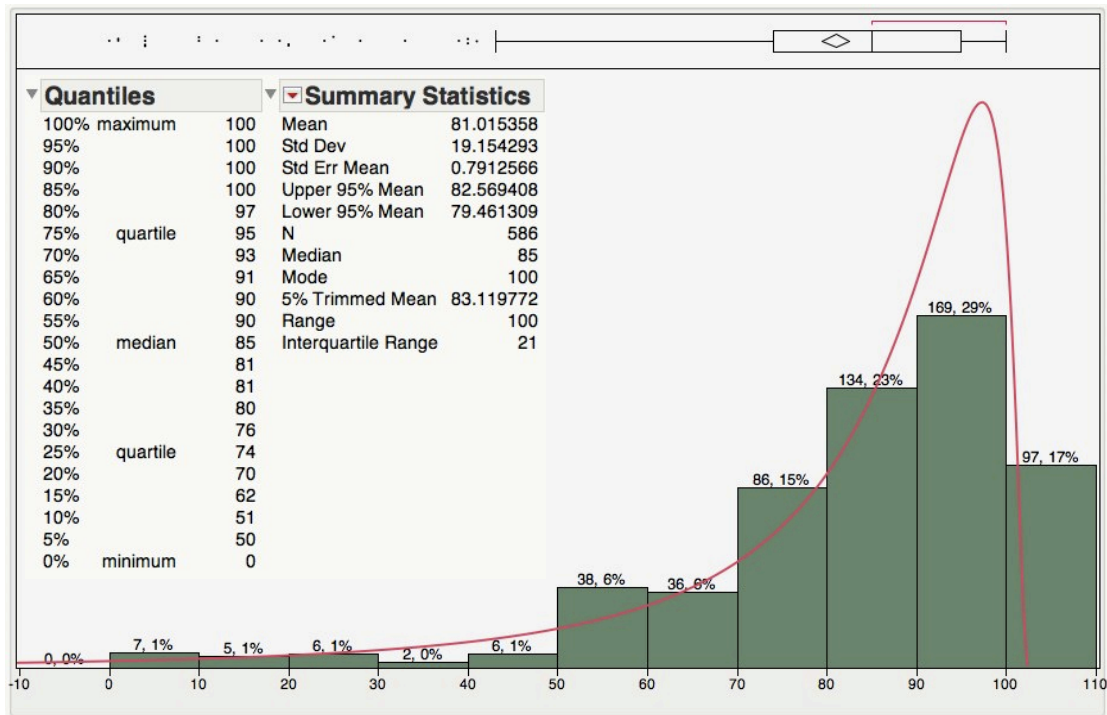 Quantiles
100% maximum 100
95% 100
90% 100
85% 100
80% 97
75% quartile 95
70% 93
65% 91
60% 90
55% 90
50% median 85
45% 81
40% 81
35% 80
30% 76
25% quartile 74
20% 70
15% 62
10% 51
5% 50
0% minimum 0
Summary Statistics
Mean 81.015358
Std Dev 19.154293
Std Err Mean 0.7912566
Upper 95% Mean 82.569408
Lower 95% Mean 79.461309
N 586
Median 85
Mode 100
5% Trimmed Mean 83.119772
Range 100
Interquartile Range 21
0, 0%
7, 1%
5, 1%
6, 1%
2, 0%
6, 1%
38, 6%
36, 6%
86, 15%
134, 23%
169, 29%
97, 17%
-10 0 10 20 30 40 50 60 70 80 90 100 110